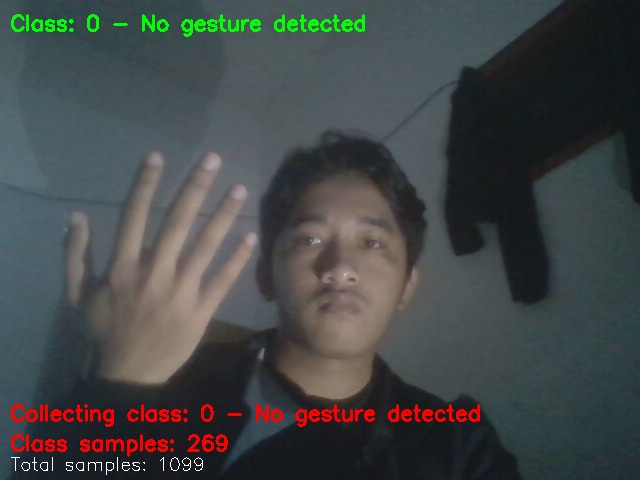 Class: 0 - No gesture detected
Collecting class: 0 - No gesture detected
Class samples: 269
Total samples: 1099